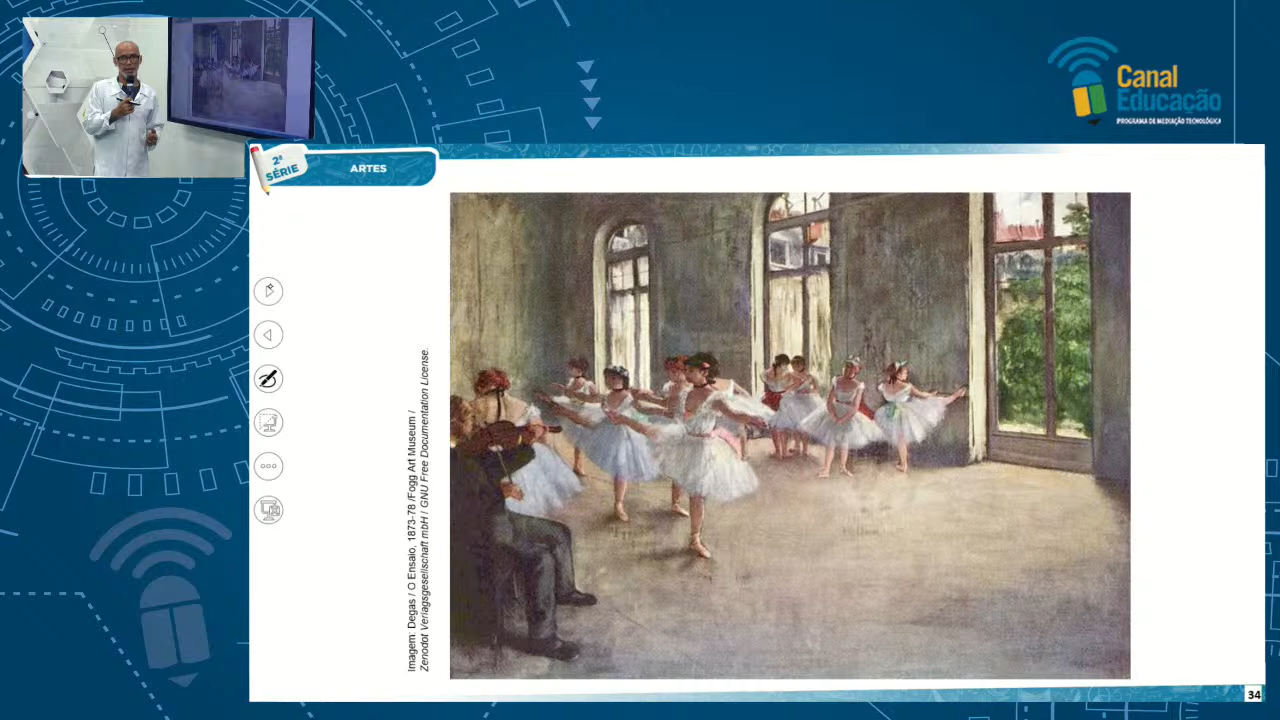 Canal
Educação
PROGRAMA DE MEDIAÇÃO TECNOLÓGICA
2ª
SÉRIE
ARTES
Imagem: Degas / O Ensaio, 1873-78 /Fogg Art Museum /
Zenodot Verlagsgesellschaft mbH / GNU Free Documentation License.
34